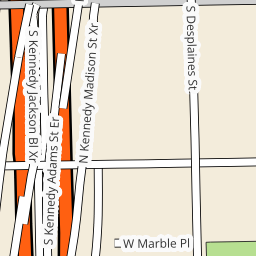 S Kennedy Jackson Bl Xr
S Kennedy Adams St Er
N Kennedy Madison St Xr
S Desplaines St
W Marble Pl